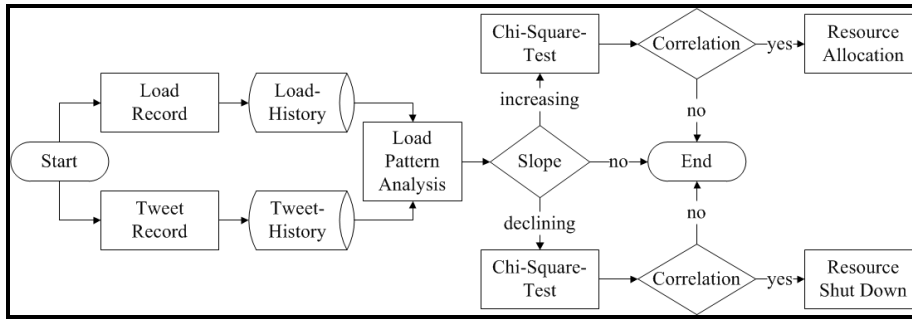 Start
Load
Record
Load-
History
Tweet
Record
Tweet-
History
Load
Pattern
Analysis
Slope
increasing
no
declining
Chi-Square-
Test
Correlation
yes
Resource
Allocation
no
End
no
Chi-Square-
Test
Correlation
yes
Resource
Shut Down